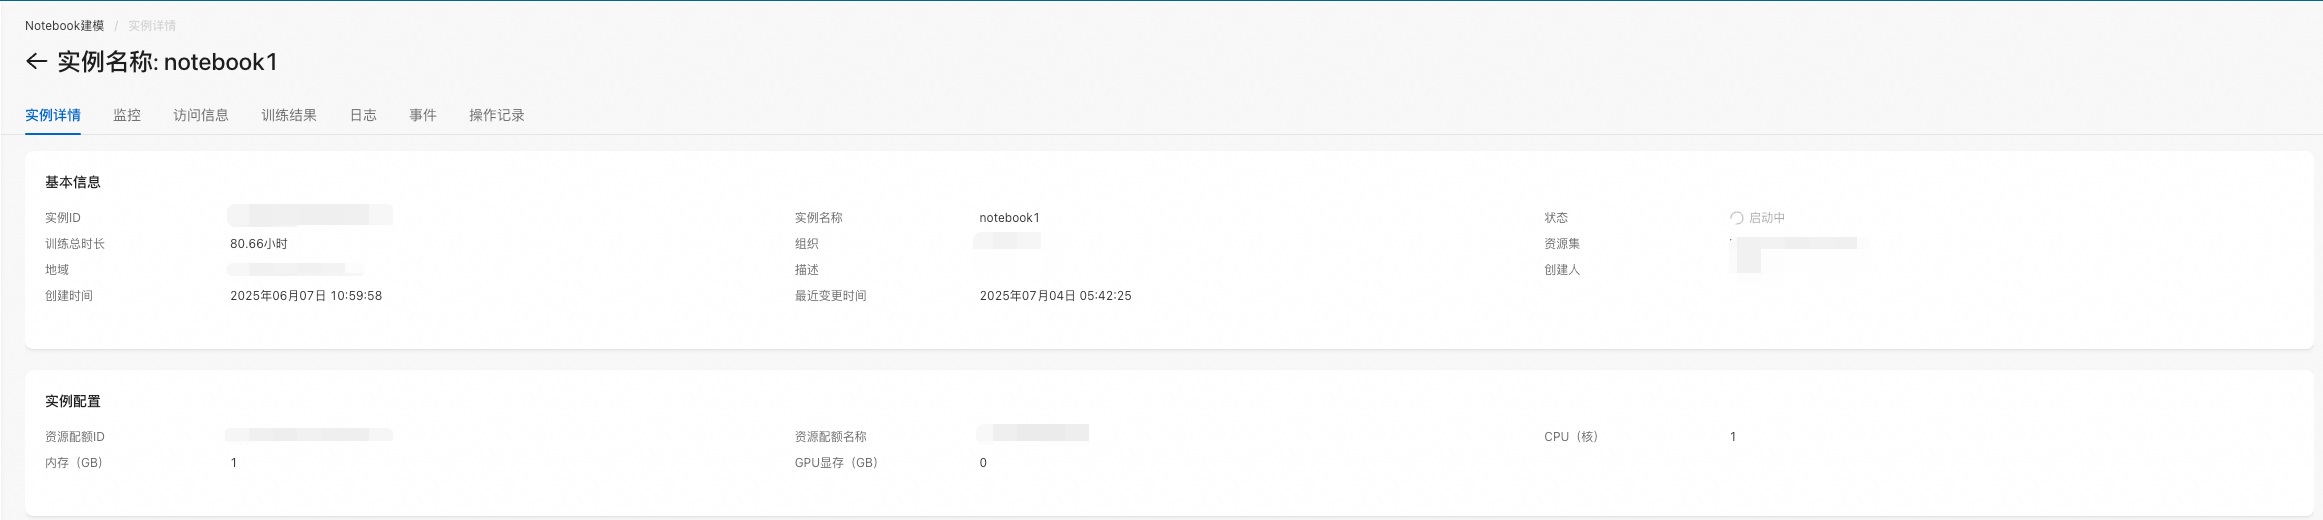 Notebook建模 / 实例详情
← 实例名称: notebook1
实例详情 监控 访问信息 训练结果 日志 事件 操作记录
基本信息
实例ID 实例名称 notebook1 状态 启动中
训练总时长 80.66小时 组织 资源集
地域 描述 创建人
创建时间 2025年06月07日 10:59:58 最近变更时间 2025年07月04日 05:42:25
实例配置
资源配额ID 资源配额名称 CPU（核） 1
内存（GB） 1 GPU显存（GB） 0